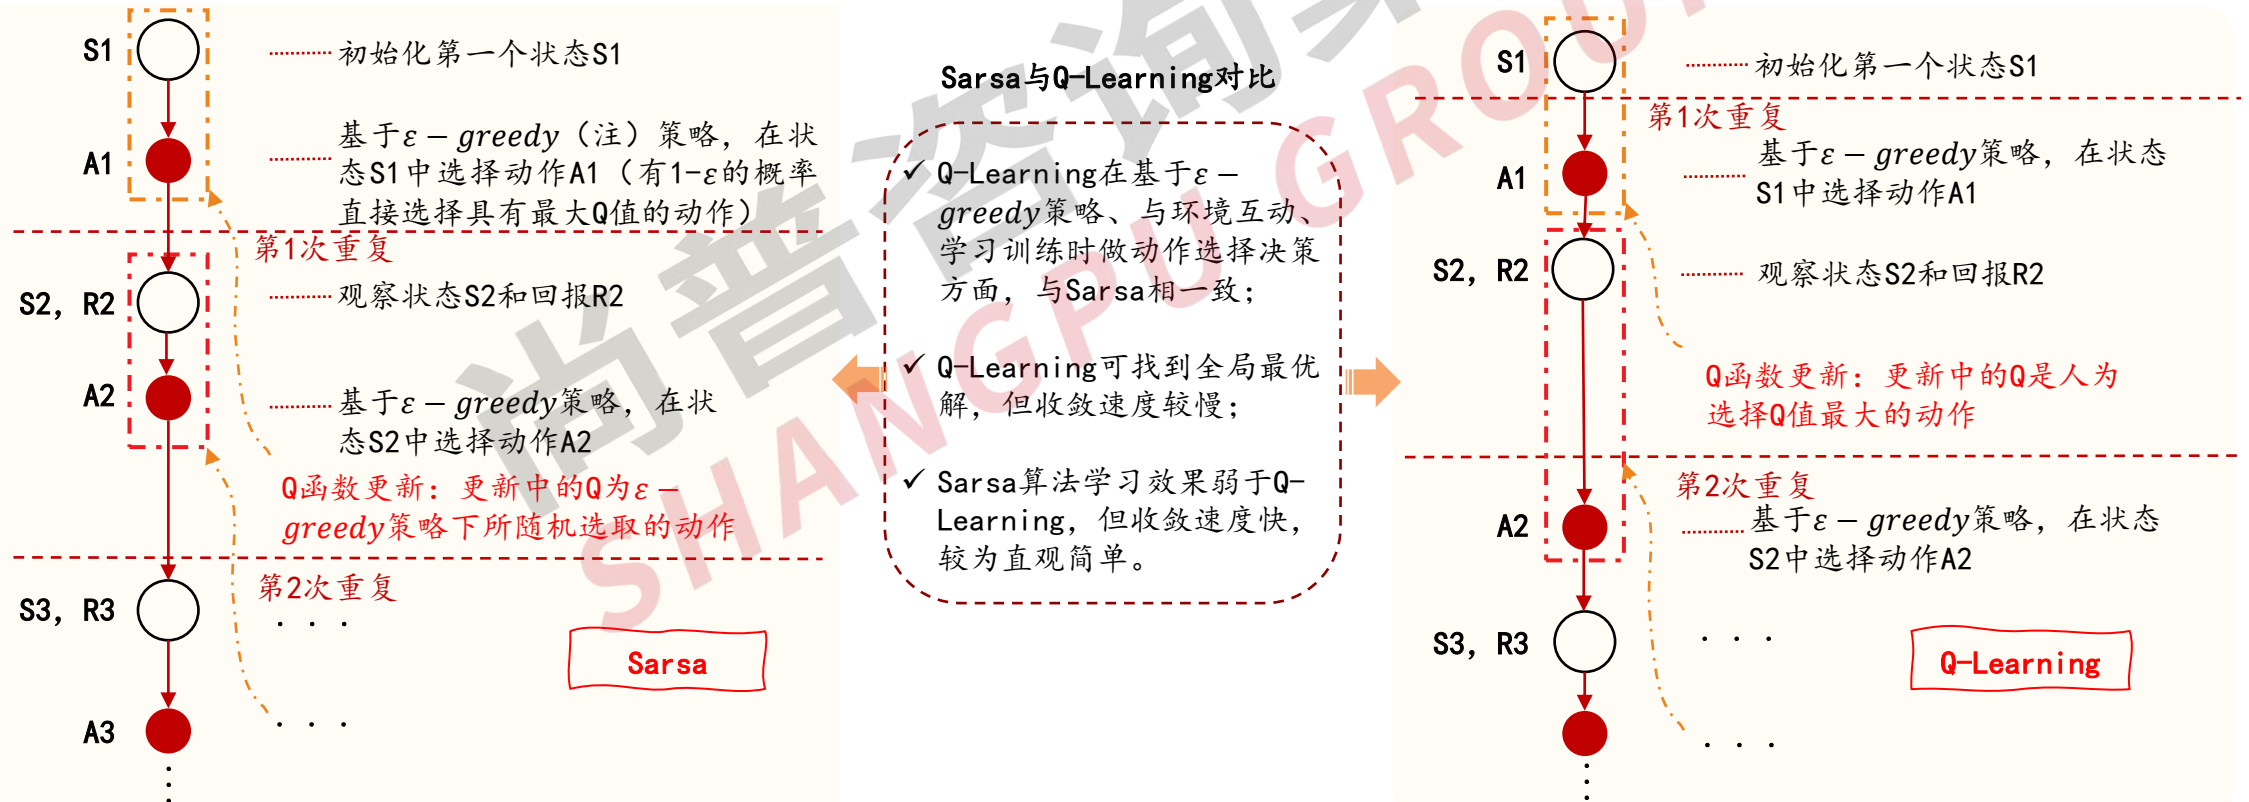 S1
初始化第一个状态S1
A1
基于ε − greedy（注）策略，在状
态S1中选择动作A1（有1-ε的概率
直接选择具有最大Q值的动作）
第1次重复
S2, R2
观察状态S2和回报R2
A2
基于ε − greedy策略，在状
态S2中选择动作A2
Q函数更新：更新中的Q为ε −
greedy策略下所随机选取的动作
第2次重复
S3, R3
. . .
Sarsa
A3
. . .
Sarsa与Q-Learning对比
✓ Q-Learning在基于ε −
greedy策略、与环境互动、
学习训练时做动作选择决策
方面，与Sarsa相一致；
✓ Q-Learning可找到全局最优
解，但收敛速度较慢；
✓ Sarsa算法学习效果弱于Q-
Learning，但收敛速度快，
较为直观简单。
S1
初始化第一个状态S1
第1次重复
A1
基于ε − greedy策略，在状态
S1中选择动作A1
S2, R2
观察状态S2和回报R2
Q函数更新：更新中的Q是人为
选择Q值最大的动作
第2次重复
A2
基于ε − greedy策略，在状态
S2中选择动作A2
S3, R3
. . .
Q-Learning
. . .
尚普咨询
SHANGPU GROU